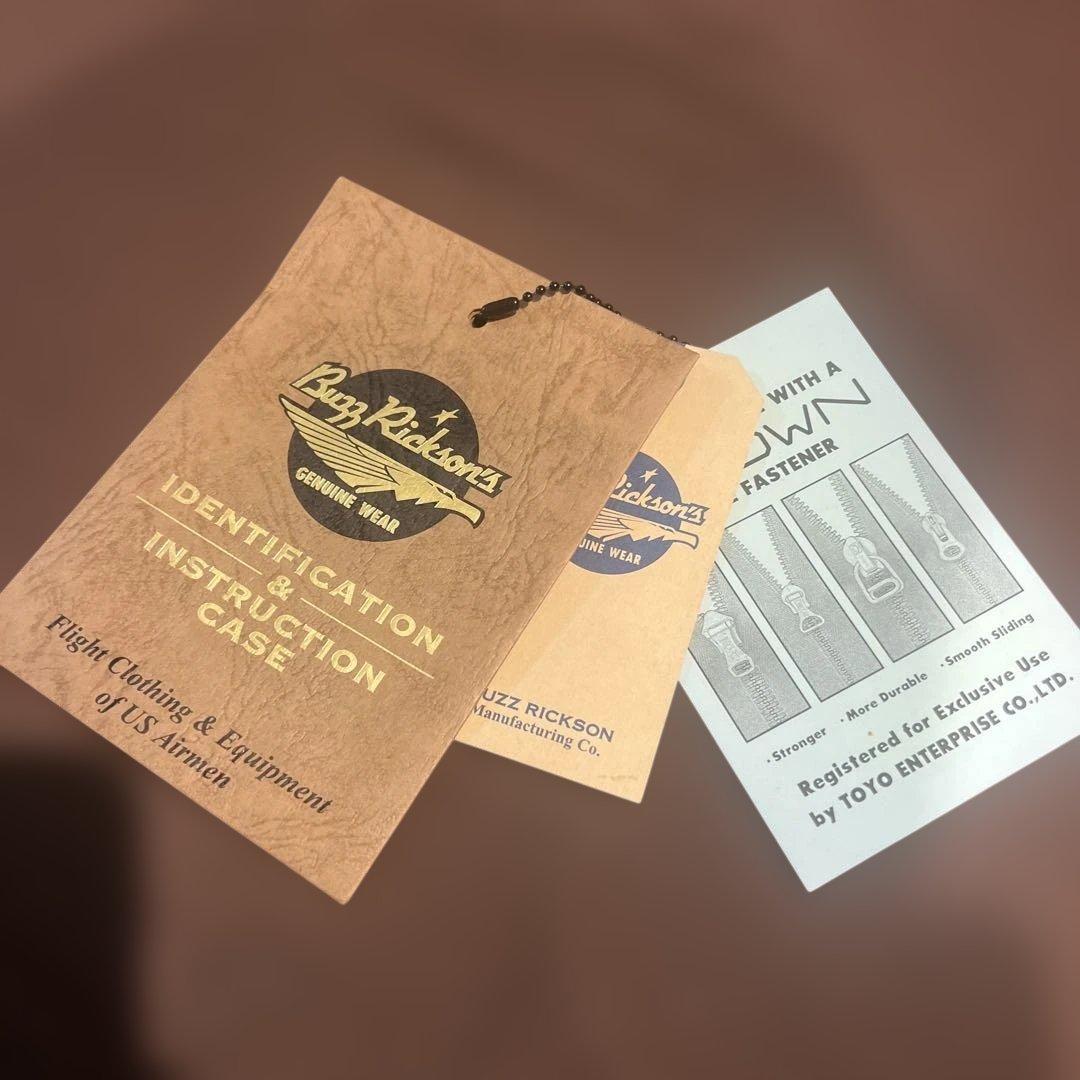 Buzz Rickson's
GENUINE WEAR
IDENTIFICATION
&
INSTRUCTION
CASE
Flight Clothing & Equipment
of US Airmen
Rickson's
UINE WEAR
UZZ RICKSON
Manufacturing Co.
WITH A
OWN
FASTENER
· Stronger
· More Durable
· Smooth Sliding
Registered for Exclusive Use
by TOYO ENTERPRISE CO.,LTD.